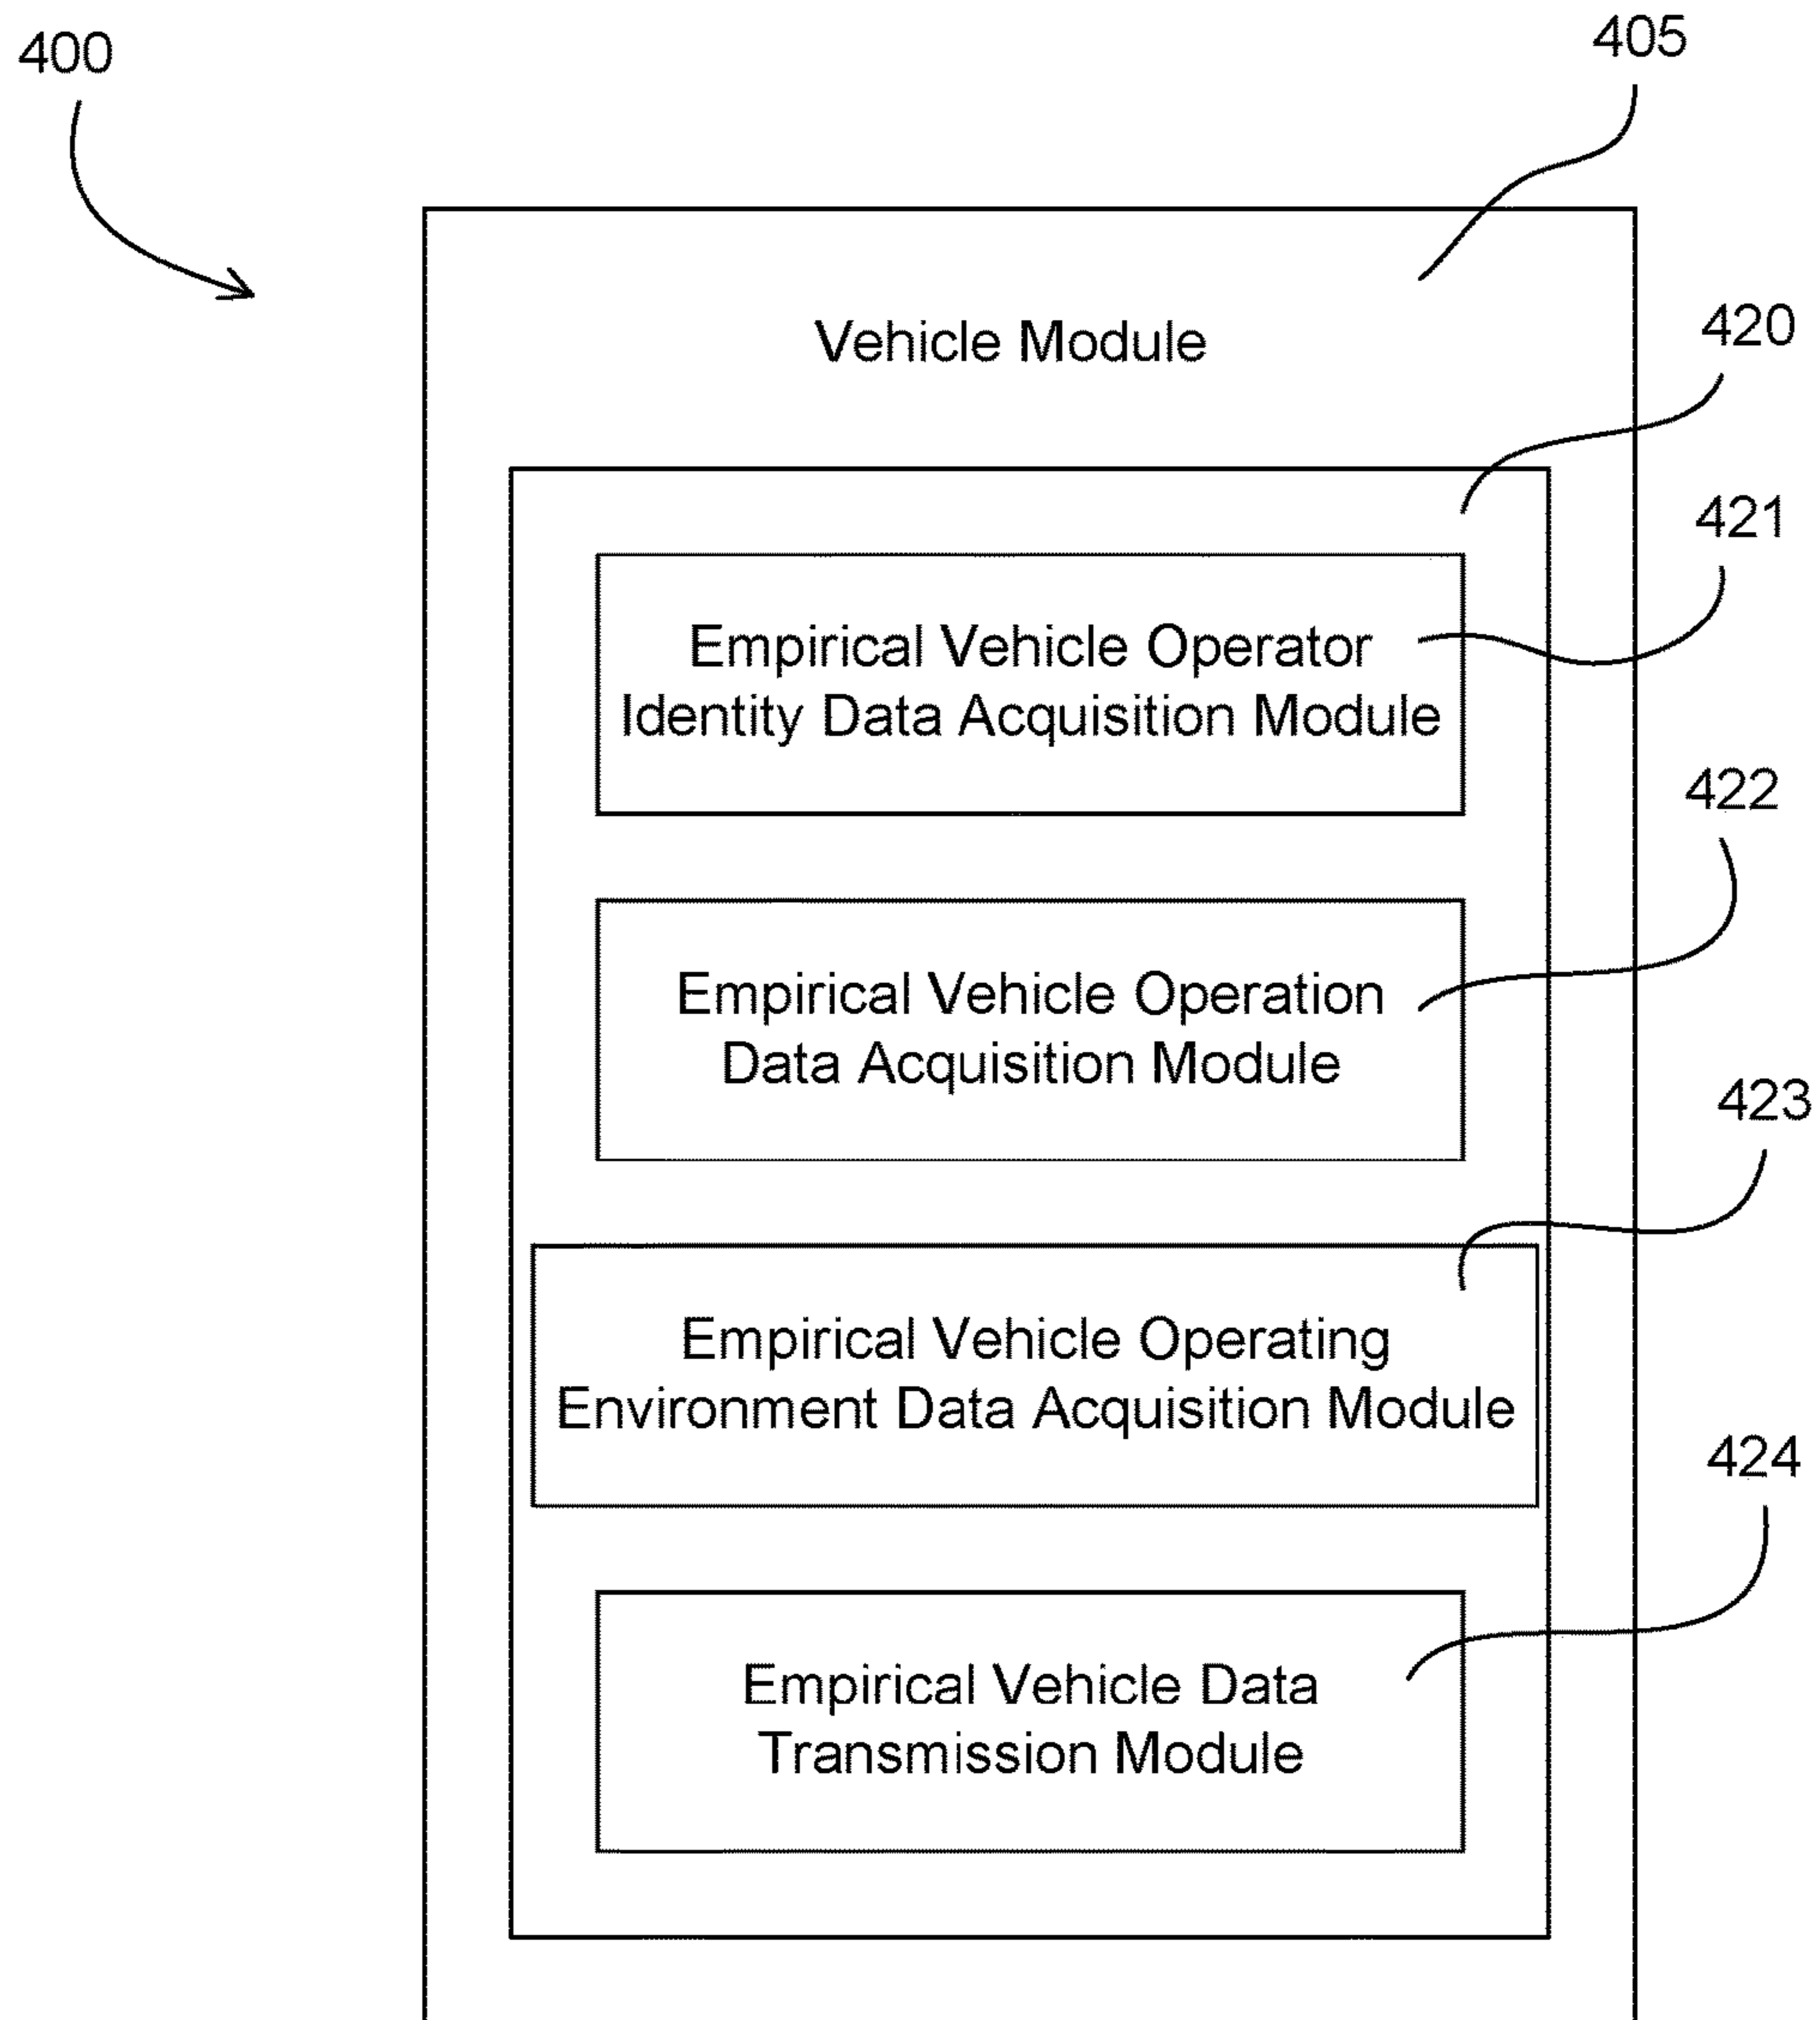 400
405
Vehicle Module
420
421
Empirical Vehicle Operator
Identity Data Acquisition Module
422
Empirical Vehicle Operation
Data Acquisition Module
423
Empirical Vehicle Operating
Environment Data Acquisition Module
424
Empirical Vehicle Data
Transmission Module